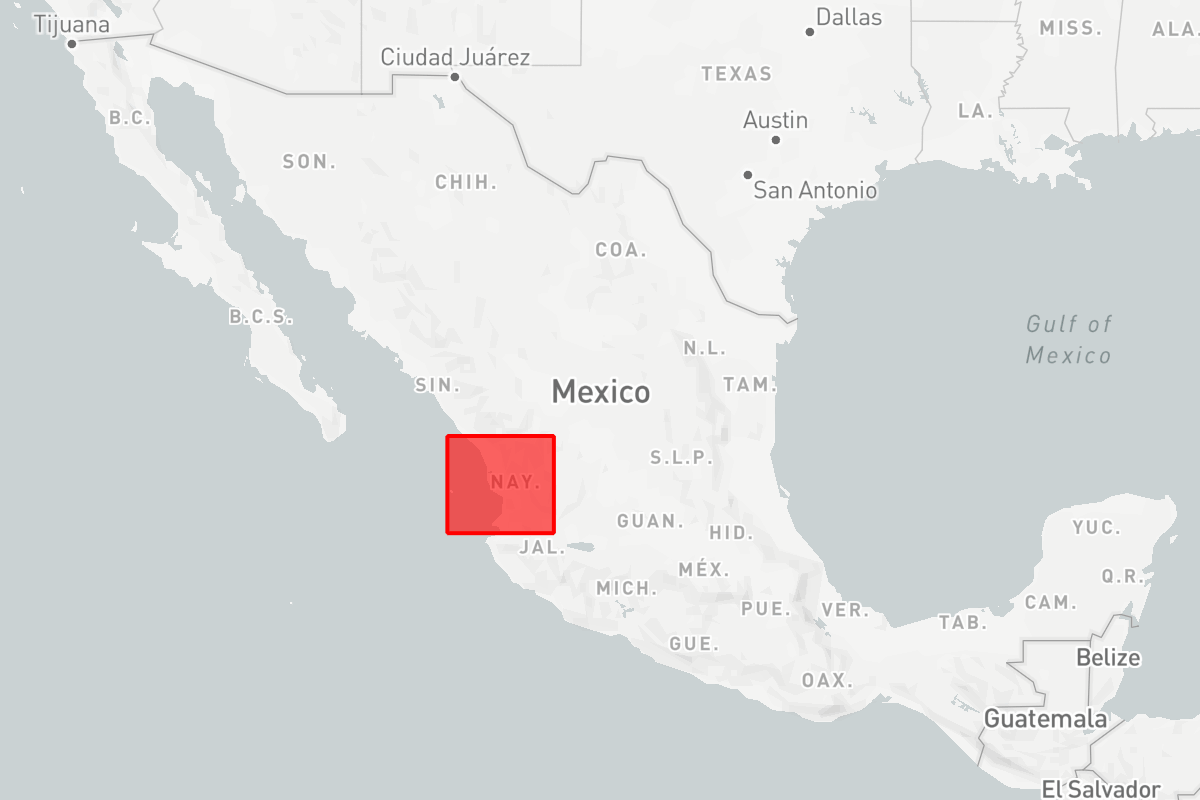 Tijuana
Dallas
MISS.
ALA.
Ciudad Juárez
TEXAS
B.C.
LA.
Austin
SON.
CHIH.
San Antonio
COA.
B.C.S.
Gulf of
Mexico
N.L.
SIN.
Mexico
TAM.
S.L.P.
NAY.
GUAN.
HID.
YUC.
JAL.
MÉX.
Q.R.
MICH.
CAM.
PUE.
VER.
TAB.
GUE.
Belize
OAX.
Guatemala
El Salvador